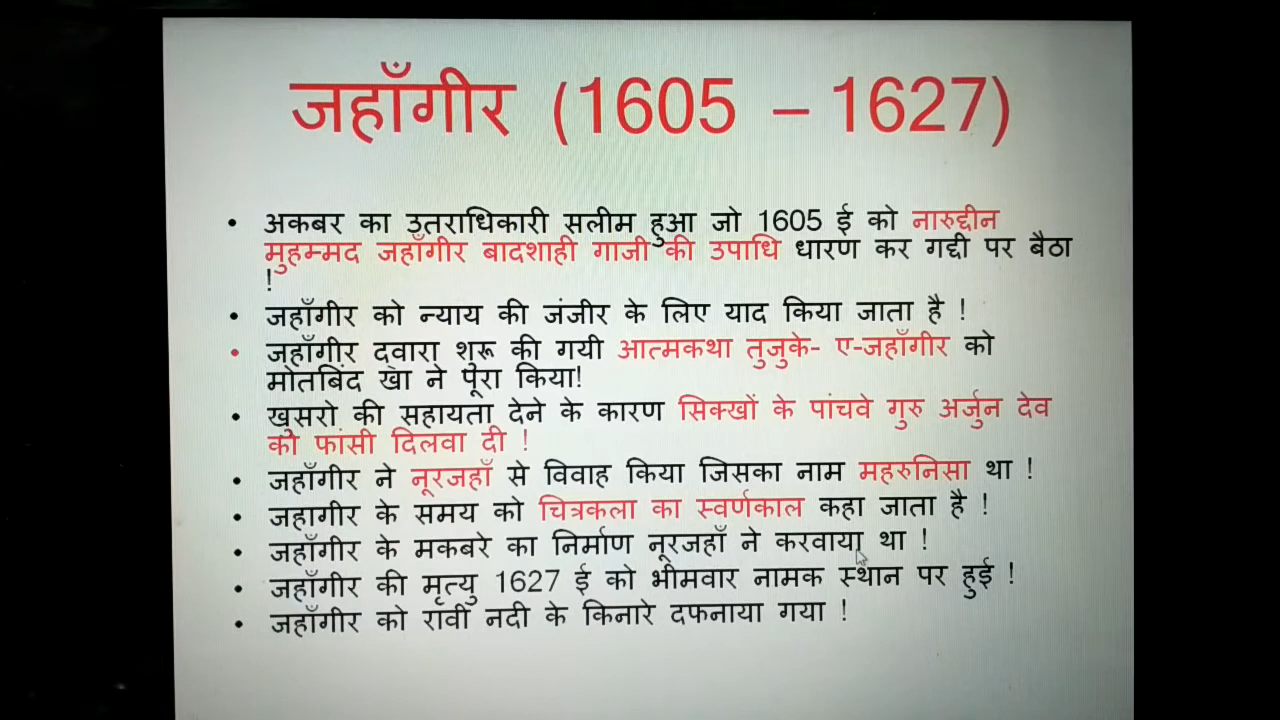 जहाँगीर (1605 – 1627)
• अकबर का उतराधिकारी सलीम हुआ जो 1605 ई को नारुद्दीन
मुहम्मद जहाँगीर बादशाही गाजी की उपाधि धारण कर गद्दी पर बैठा
!
• जहाँगीर को न्याय की जंजीर के लिए याद किया जाता है !
• जहाँगीर द्वारा शुरू की गयी आत्मकथा तुजुके- ए-जहाँगीर को
मोतबिंद खा ने पूरा किया!
• खुसरो की सहायता देने के कारण सिक्खों के पांचवे गुरु अर्जुन देव
को फांसी दिलवा दी !
• जहाँगीर ने नूरजहाँ से विवाह किया जिसका नाम महरुनिसा था !
• जहागीर के समय को चित्रकला का स्वर्णकाल कहा जाता है !
• जहाँगीर के मकबरे का निर्माण नूरजहाँ ने करवाया था !
• जहाँगीर की मृत्यु 1627 ई को भीमवार नामक स्थान पर हुई !
• जहाँगीर को रावी नदी के किनारे दफनाया गया !